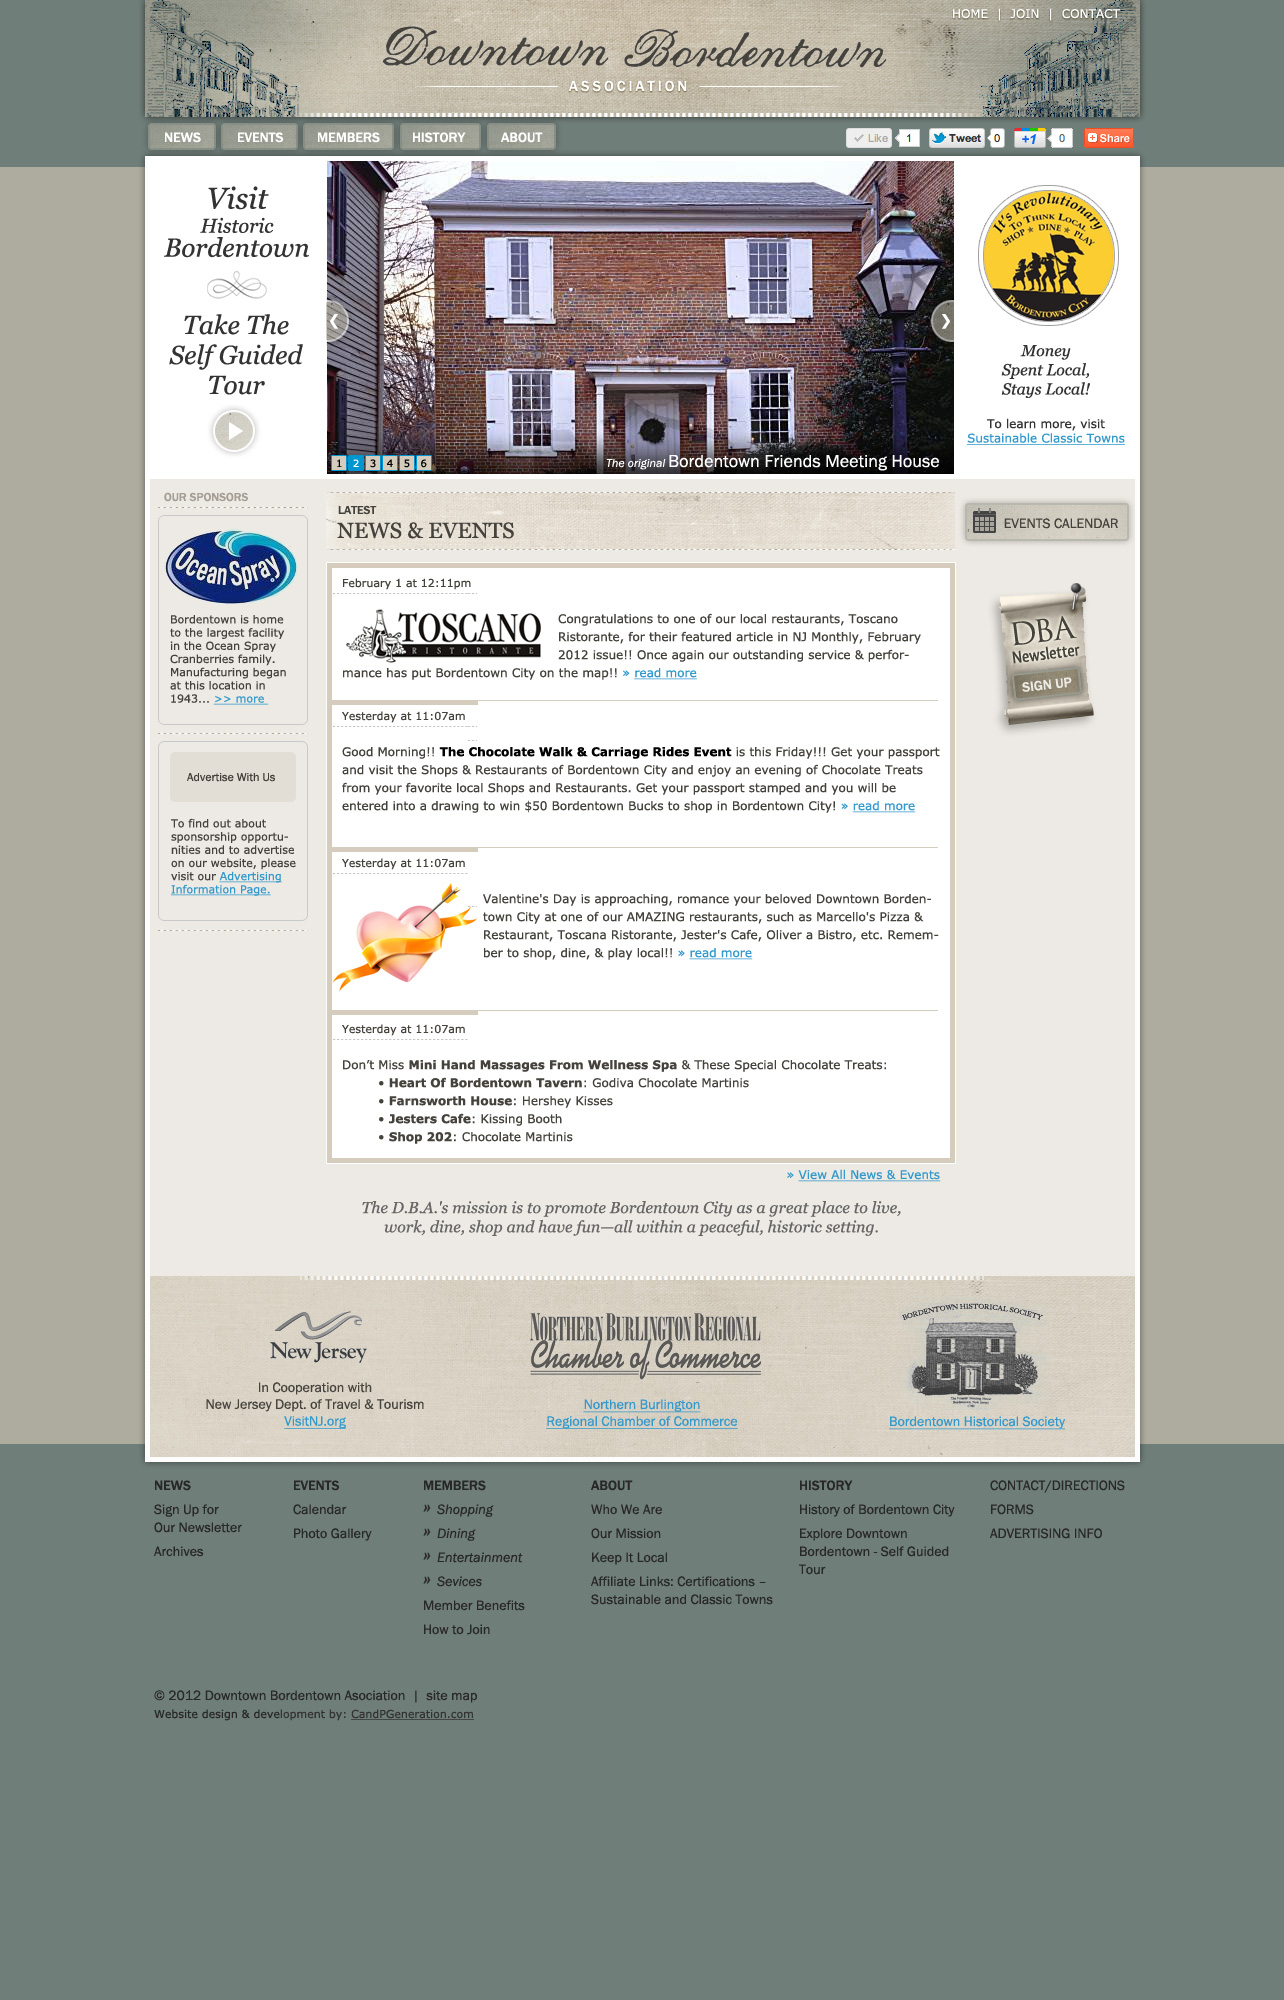 HOME | JOIN | CONTACT
Downtown Bordentown
ASSOCIATION
NEWS EVENTS MEMBERS HISTORY ABOUT
Like 1 Tweet 0 +1 0 Share
Visit
Historic
Bordentown
Take The
Self Guided
Tour
1 2 3 4 5 6
The original Bordentown Friends Meeting House
It's Revolutionary
To Think Local
SHOP ★ DINE ★ PLAY
BORDENTOWN CITY
Money
Spent Local,
Stays Local!
To learn more, visit
Sustainable Classic Towns
OUR SPONSORS
Ocean Spray
Bordentown is home
to the largest facility
in the Ocean Spray
Cranberries family.
Manufacturing began
at this location in
1943... >> more
Advertise With Us
To find out about
sponsorship opportu-
nities and to advertise
on our website, please
visit our Advertising
Information Page.
LATEST
NEWS & EVENTS
February 1 at 12:11pm
TOSCANO
RISTORANTE
Congratulations to one of our local restaurants, Toscano
Ristorante, for their featured article in NJ Monthly, February
2012 issue!! Once again our outstanding service & perfor-
mance has put Bordentown City on the map!! » read more
Yesterday at 11:07am
Good Morning!! The Chocolate Walk & Carriage Rides Event is this Friday!!! Get your passport
and visit the Shops & Restaurants of Bordentown City and enjoy an evening of Chocolate Treats
from your favorite local Shops and Restaurants. Get your passport stamped and you will be
entered into a drawing to win $50 Bordentown Bucks to shop in Bordentown City! » read more
Yesterday at 11:07am
Valentine's Day is approaching, romance your beloved Downtown Borden-
town City at one of our AMAZING restaurants, such as Marcello's Pizza &
Restaurant, Toscana Ristorante, Jester's Cafe, Oliver a Bistro, etc. Remem-
ber to shop, dine, & play local!! » read more
Yesterday at 11:07am
Don't Miss Mini Hand Massages From Wellness Spa & These Special Chocolate Treats:
• Heart Of Bordentown Tavern: Godiva Chocolate Martinis
• Farnsworth House: Hershey Kisses
• Jesters Cafe: Kissing Booth
• Shop 202: Chocolate Martinis
» View All News & Events
EVENTS CALENDAR
DBA
Newsletter
SIGN UP
The D.B.A.'s mission is to promote Bordentown City as a great place to live,
work, dine, shop and have fun—all within a peaceful, historic setting.
New Jersey
In Cooperation with
New Jersey Dept. of Travel & Tourism
VisitNJ.org
NORTHERN BURLINGTON REGIONAL
Chamber of Commerce
Northern Burlington
Regional Chamber of Commerce
BORDENTOWN HISTORICAL SOCIETY
Bordentown Historical Society
NEWS
Sign Up for
Our Newsletter
Archives
EVENTS
Calendar
Photo Gallery
MEMBERS
» Shopping
» Dining
» Entertainment
» Sevices
Member Benefits
How to Join
ABOUT
Who We Are
Our Mission
Keep It Local
Affiliate Links: Certifications –
Sustainable and Classic Towns
HISTORY
History of Bordentown City
Explore Downtown
Bordentown - Self Guided
Tour
CONTACT/DIRECTIONS
FORMS
ADVERTISING INFO
© 2012 Downtown Bordentown Asociation | site map
Website design & development by: CandPGeneration.com